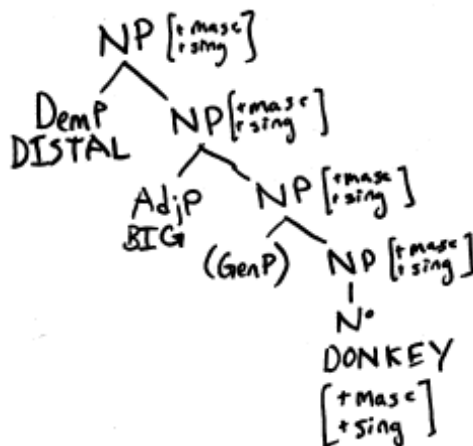 NP [+masc
+sing]
DemP
DISTAL
NP [+masc
+sing]
AdjP
BIG
NP [+masc
+sing]
(GenP)
NP [+masc
+sing]
N°
DONKEY
[+masc
+sing]